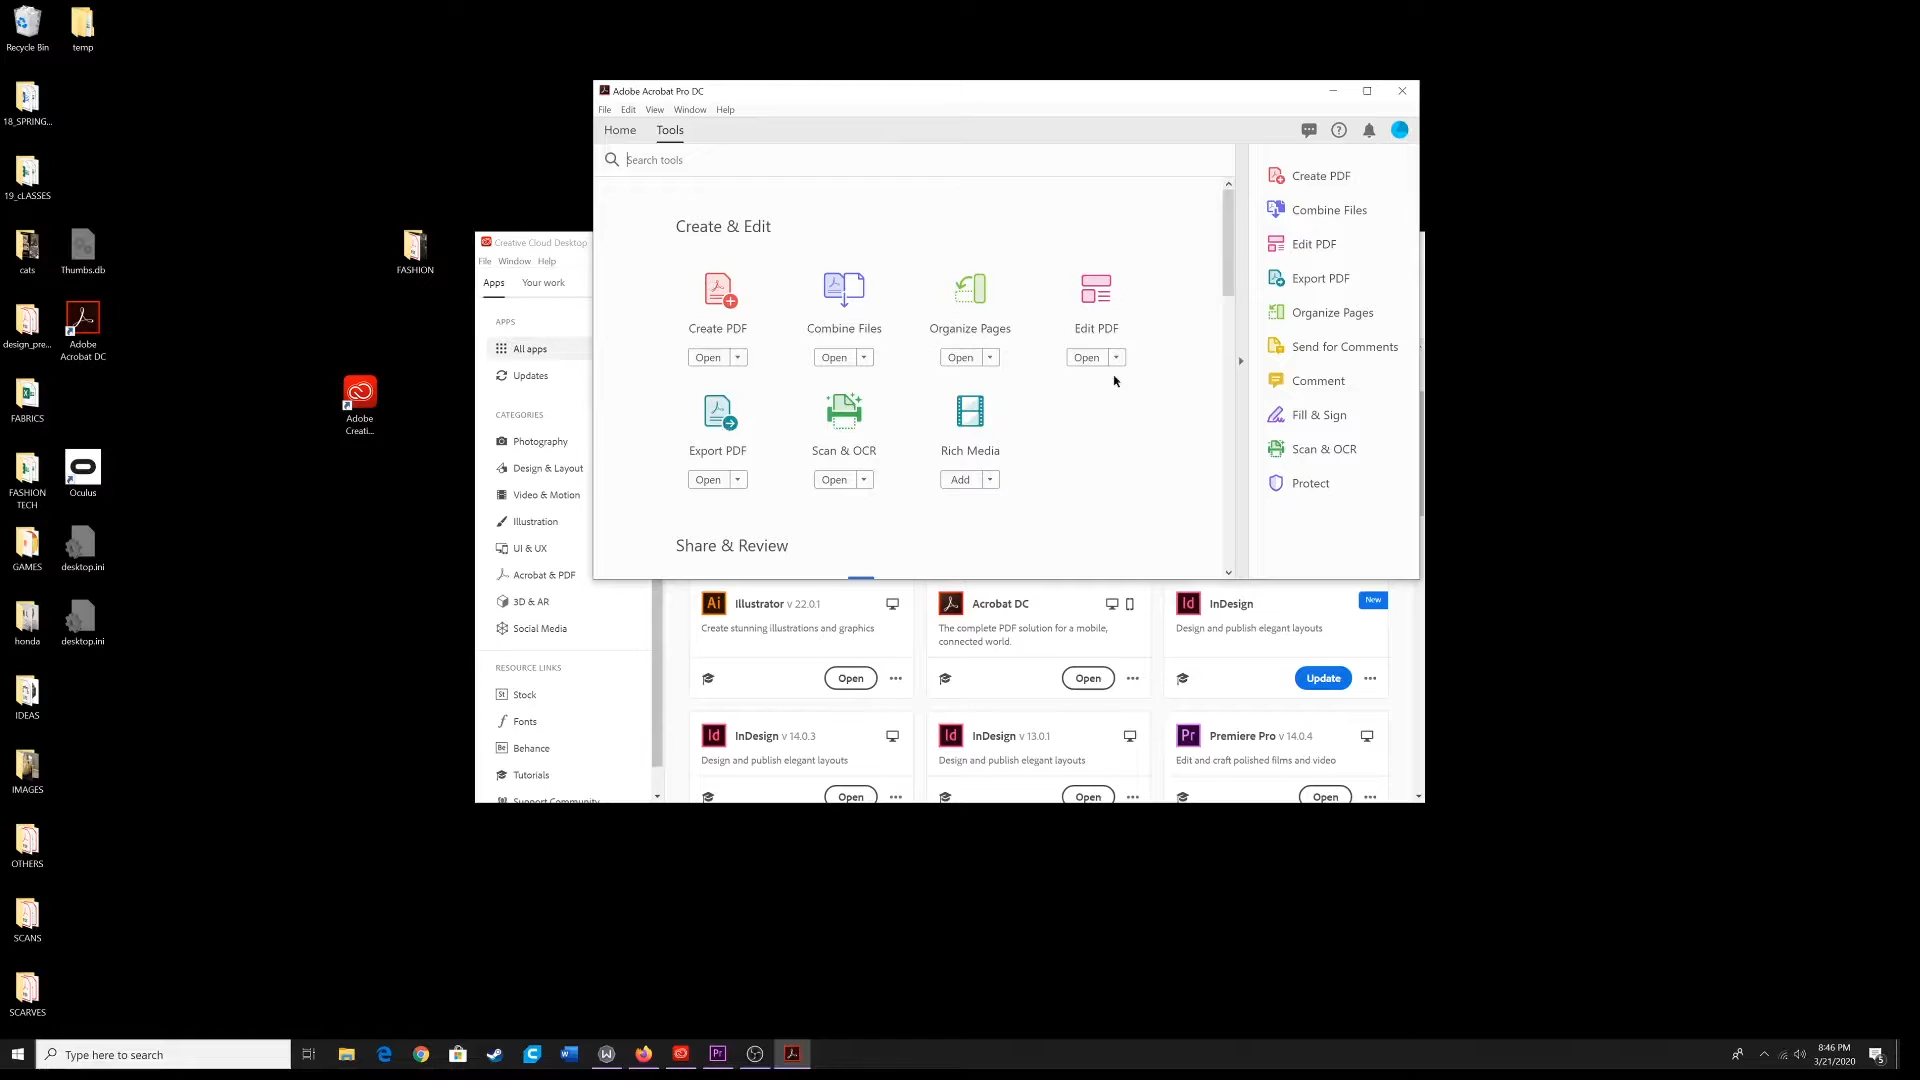 Recycle Bin
temp
18_SPRING...
19_cLASSES
cats
Thumbs.db
design_pre...
Adobe
Acrobat DC
FABRICS
FASHION
TECH
Oculus
GAMES
desktop.ini
honda
desktop.ini
IDEAS
IMAGES
OTHERS
SCANS
SCARVES
FASHION
Adobe
Creati...
Adobe Acrobat Pro DC
File Edit View Window Help
Home Tools
Search tools
Create & Edit
Create PDF
Open
Combine Files
Open
Organize Pages
Open
Edit PDF
Open
Export PDF
Open
Scan & OCR
Open
Rich Media
Add
Share & Review
Create PDF
Combine Files
Edit PDF
Export PDF
Organize Pages
Send for Comments
Comment
Fill & Sign
Scan & OCR
Protect
Creative Cloud Desktop
File Window Help
Apps Your work
APPS
All apps
Updates
CATEGORIES
Photography
Design & Layout
Video & Motion
Illustration
UI & UX
Acrobat & PDF
3D & AR
Social Media
RESOURCE LINKS
St Stock
Fonts
Be Behance
Tutorials
Support Community
Ai Illustrator v 22.0.1
Create stunning illustrations and graphics
Open
Acrobat DC
The complete PDF solution for a mobile,
connected world.
Open
Id InDesign New
Design and publish elegant layouts
Update
Id InDesign v 14.0.3
Design and publish elegant layouts
Open
Id InDesign v 13.0.1
Design and publish elegant layouts
Open
Pr Premiere Pro v 14.0.4
Edit and craft polished films and video
Open
Type here to search
Pr
8:46 PM
3/21/2020
5